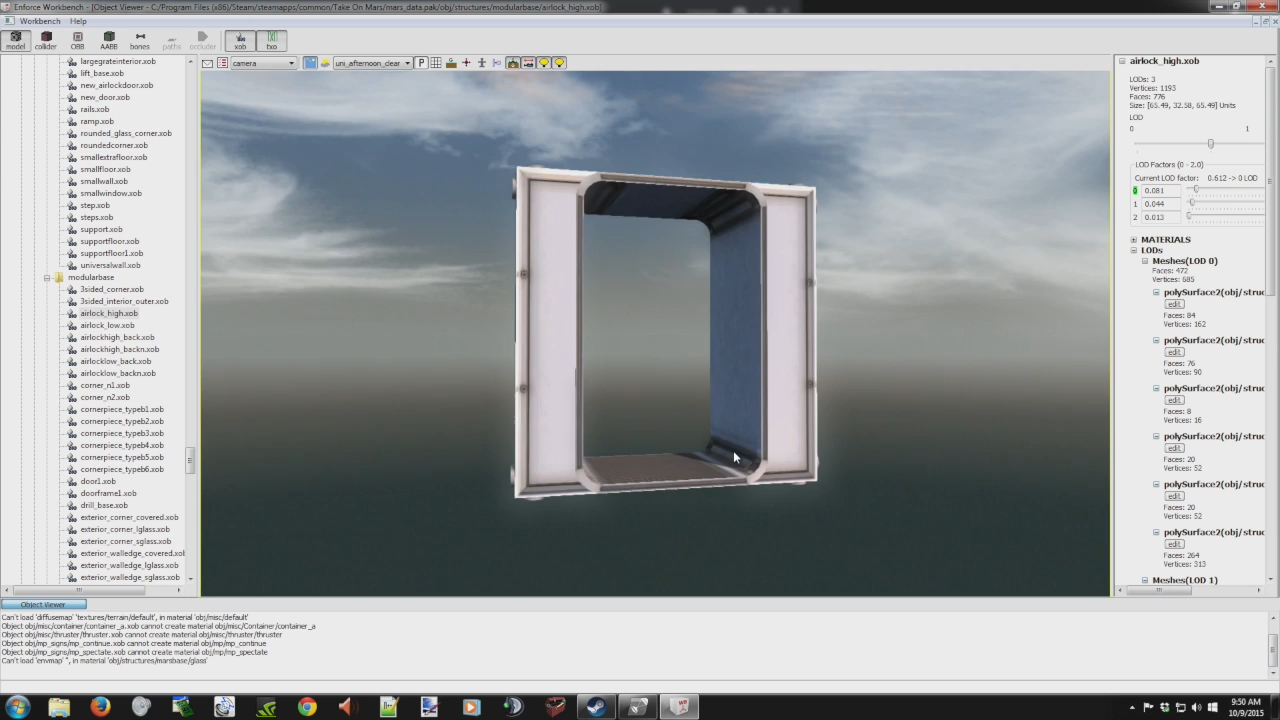 Enforce Workbench - [Object Viewer - C:/Program Files (x86)/Steam/steamapps/common/Take On Mars/mars_data.pak/obj/structures/modularbase/airlock_high.xob]
Workbench Help
model collider OBB AABB bones paths occluder xob txo
camera uni_afternoon_clear P
largegrateinterior.xob
lift_base.xob
new_airlockdoor.xob
new_door.xob
rails.xob
ramp.xob
rounded_glass_corner.xob
roundedcorner.xob
smallextrafloor.xob
smallfloor.xob
smallwall.xob
smallwindow.xob
step.xob
steps.xob
support.xob
supportfloor.xob
supportfloor1.xob
universalwall.xob
modularbase
3sided_corner.xob
3sided_interior_outer.xob
airlock_high.xob
airlock_low.xob
airlockhigh_back.xob
airlockhigh_backn.xob
airlocklow_back.xob
airlocklow_backn.xob
corner_n1.xob
corner_n2.xob
cornerpiece_typeb1.xob
cornerpiece_typeb2.xob
cornerpiece_typeb3.xob
cornerpiece_typeb4.xob
cornerpiece_typeb5.xob
cornerpiece_typeb6.xob
door1.xob
doorframe1.xob
drill_base.xob
exterior_corner_covered.xob
exterior_corner_lglass.xob
exterior_corner_sglass.xob
exterior_walledge_covered.xob
exterior_walledge_lglass.xob
exterior_walledge_sglass.xob
airlock_high.xob
LODs: 3
Vertices: 1193
Faces: 776
Size: [65.49, 32.58, 65.49] Units
LOD
0 1
LOD Factors (0 - 2.0)
Current LOD factor: 0.612 -> 0 LOD
0 0.081
1 0.044
2 0.013
MATERIALS
LODs
Meshes(LOD 0)
Faces: 472
Vertices: 685
polySurface2(obj/struc
edit
Faces: 84
Vertices: 162
polySurface2(obj/struc
edit
Faces: 76
Vertices: 90
polySurface2(obj/struc
edit
Faces: 8
Vertices: 16
polySurface2(obj/struc
edit
Faces: 20
Vertices: 52
polySurface2(obj/struc
edit
Faces: 20
Vertices: 52
polySurface2(obj/struc
edit
Faces: 264
Vertices: 313
Meshes(LOD 1)
Object Viewer
Can't load 'diffusemap' 'textures/terrain/default', in material 'obj/misc/default'
Object obj/misc/container/container_a.xob cannot create material obj/misc/Container/container_a
Object obj/misc/thruster/thruster.xob cannot create material obj/misc/thruster/thruster
Object obj/mp_signs/mp_continue.xob cannot create material obj/mp/mp_continue
Object obj/mp_signs/mp_spectate.xob cannot create material obj/mp/mp_spectate
Can't load 'envmap' '', in material 'obj/structures/marsbase/glass'
9:50 AM
10/9/2015